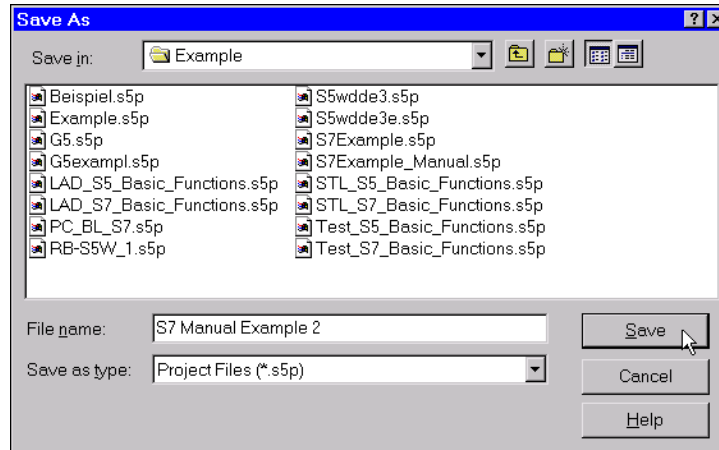 Save As
Save in: Example
Beispiel.s5p
Example.s5p
G5.s5p
G5exampl.s5p
LAD_S5_Basic_Functions.s5p
LAD_S7_Basic_Functions.s5p
PC_BL_S7.s5p
RB-S5W_1.s5p
S5wdde3.s5p
S5wdde3e.s5p
S7Example.s5p
S7Example_Manual.s5p
STL_S5_Basic_Functions.s5p
STL_S7_Basic_Functions.s5p
Test_S5_Basic_Functions.s5p
Test_S7_Basic_Functions.s5p
File name: S7 Manual Example 2
Save
Save as type: Project Files (*.s5p)
Cancel
Help